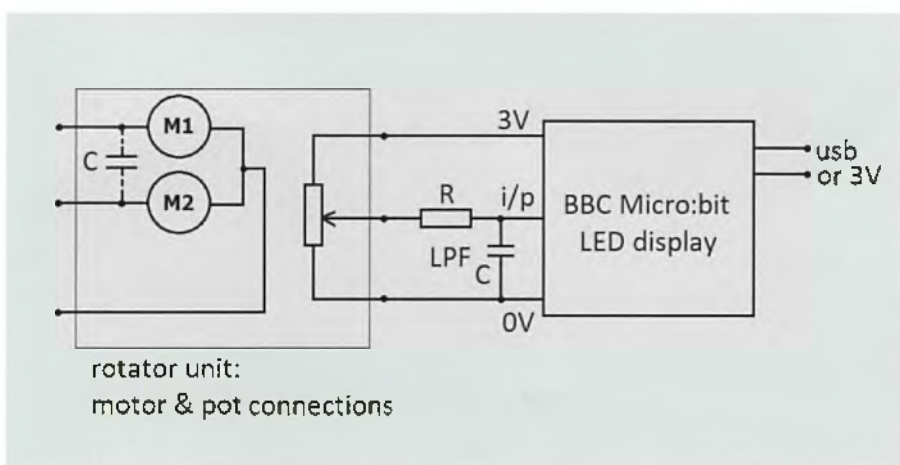 M1
C
M2
3V
R
i/p
LPF
C
0V
BBC Micro:bit
LED display
usb
or 3V
rotator unit:
motor & pot connections